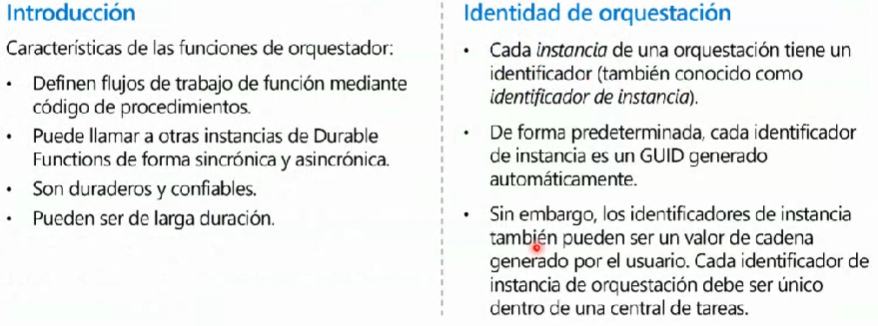 Introducción
Características de las funciones de orquestador:
• Definen flujos de trabajo de función mediante
código de procedimientos.
• Puede llamar a otras instancias de Durable
Functions de forma sincrónica y asincrónica.
• Son duraderos y confiables.
• Pueden ser de larga duración.
Identidad de orquestación
• Cada instancia de una orquestación tiene un
identificador (también conocido como
identificador de instancia).
• De forma predeterminada, cada identificador
de instancia es un GUID generado
automáticamente.
• Sin embargo, los identificadores de instancia
también pueden ser un valor de cadena
generado por el usuario. Cada identificador de
instancia de orquestación debe ser único
dentro de una central de tareas.